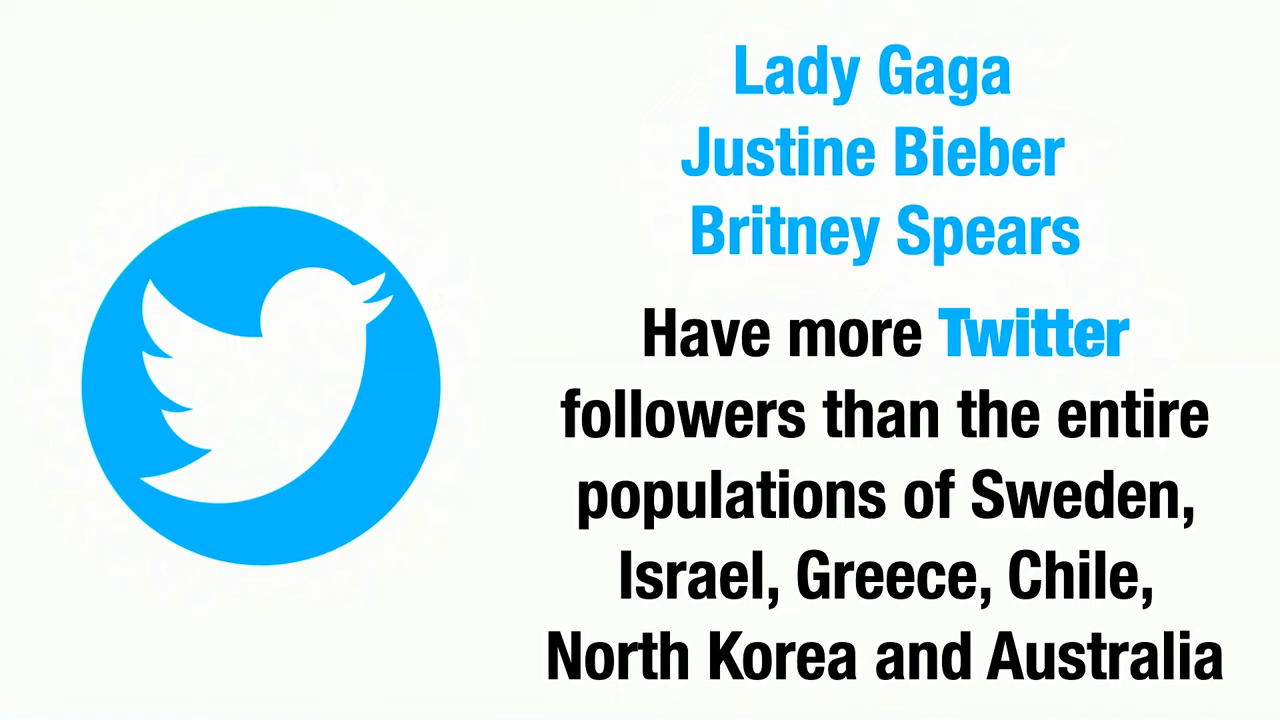 Lady Gaga
Justine Bieber
Britney Spears
Have more Twitter
followers than the entire
populations of Sweden,
Israel, Greece, Chile,
North Korea and Australia